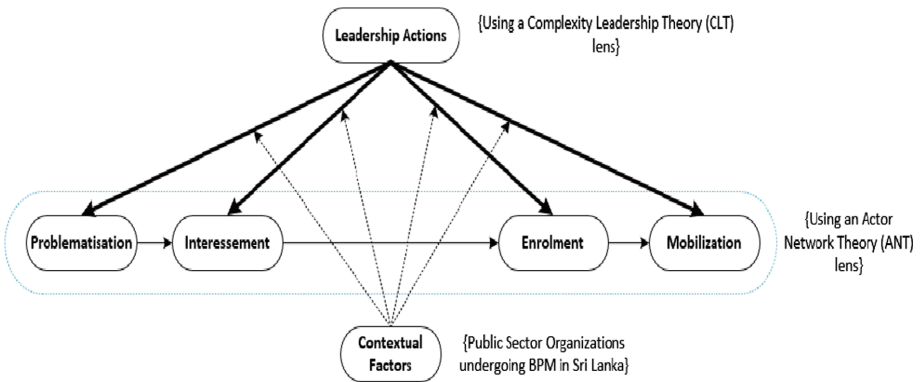 Leadership Actions
{Using a Complexity Leadership Theory (CLT)
lens}
Problematisation
Interessement
Enrolment
Mobilization
{Using an Actor
Network Theory (ANT)
lens}
Contextual
Factors
{Public Sector Organizations
undergoing BPM in Sri Lanka}